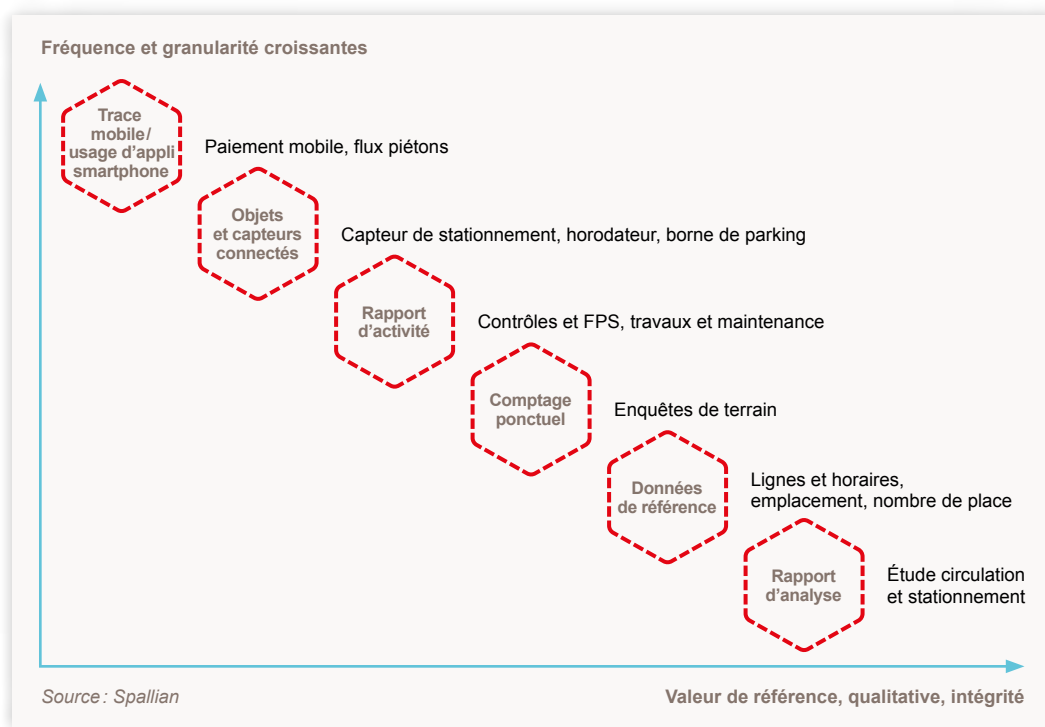 Fréquence et granularité croissantes
Trace
mobile/
usage d'appli
smartphone
Paiement mobile, flux piétons
Objets
et capteurs
connectés
Capteur de stationnement, horodateur, borne de parking
Rapport
d'activité
Contrôles et FPS, travaux et maintenance
Comptage
ponctuel
Enquêtes de terrain
Données
de référence
Lignes et horaires,
emplacement, nombre de place
Rapport
d'analyse
Étude circulation
et stationnement
Source : Spallian
Valeur de référence, qualitative, intégrité